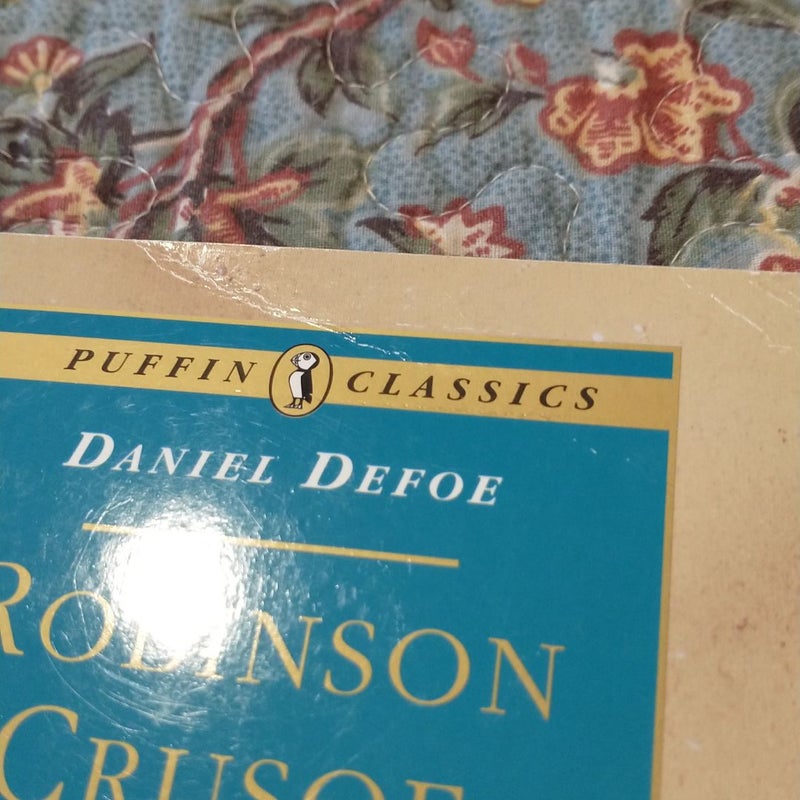 PUFFIN CLASSICS
DANIEL DEFOE
ROBINSON
CRUSOE